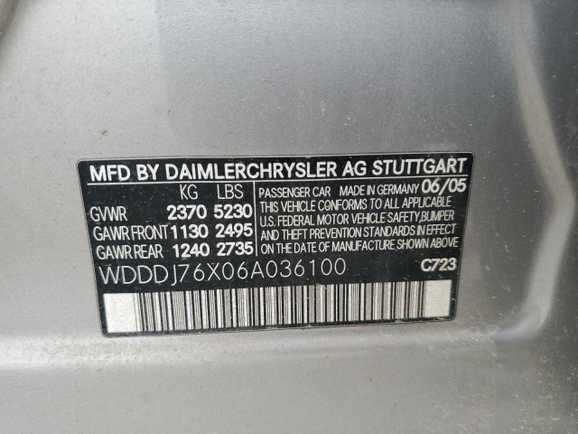 MFD BY DAIMLERCHRYSLER AG STUTTGART
KG LBS
GVWR 2370 5230
GAWR FRONT 1130 2495
GAWR REAR 1240 2735
PASSENGER CAR MADE IN GERMANY 06/05
THIS VEHICLE CONFORMS TO ALL APPLICABLE
U.S. FEDERAL MOTOR VEHICLE SAFETY, BUMPER
AND THEFT PREVENTION STANDARDS IN EFFECT
ON THE DATE OF MANUFACTURE SHOWN ABOVE.
WDDDJ76X06A036100
C723